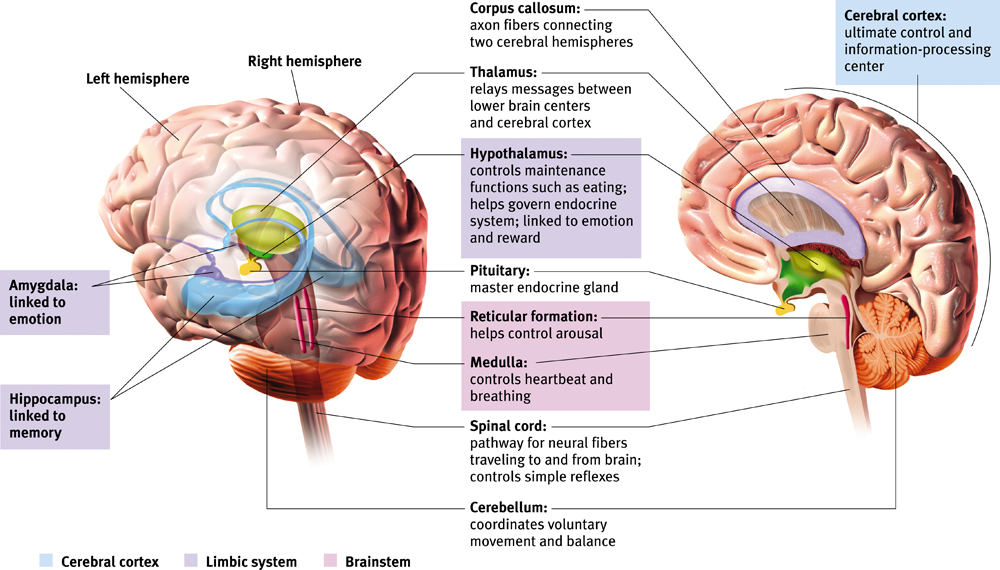 Corpus callosum:
axon fibers connecting
two cerebral hemispheres
Cerebral cortex:
ultimate control and
information-processing
center
Right hemisphere
Left hemisphere
Thalamus:
relays messages between
lower brain centers
and cerebral cortex
Hypothalamus:
controls maintenance
functions such as eating;
helps govern endocrine
system; linked to emotion
and reward
Amygdala:
linked to
emotion
Pituitary:
master endocrine gland
Reticular formation:
helps control arousal
Medulla:
controls heartbeat and
breathing
Hippocampus:
linked to
memory
Spinal cord:
pathway for neural fibers
traveling to and from brain;
controls simple reflexes
Cerebellum:
coordinates voluntary
movement and balance
Cerebral cortex
Limbic system
Brainstem